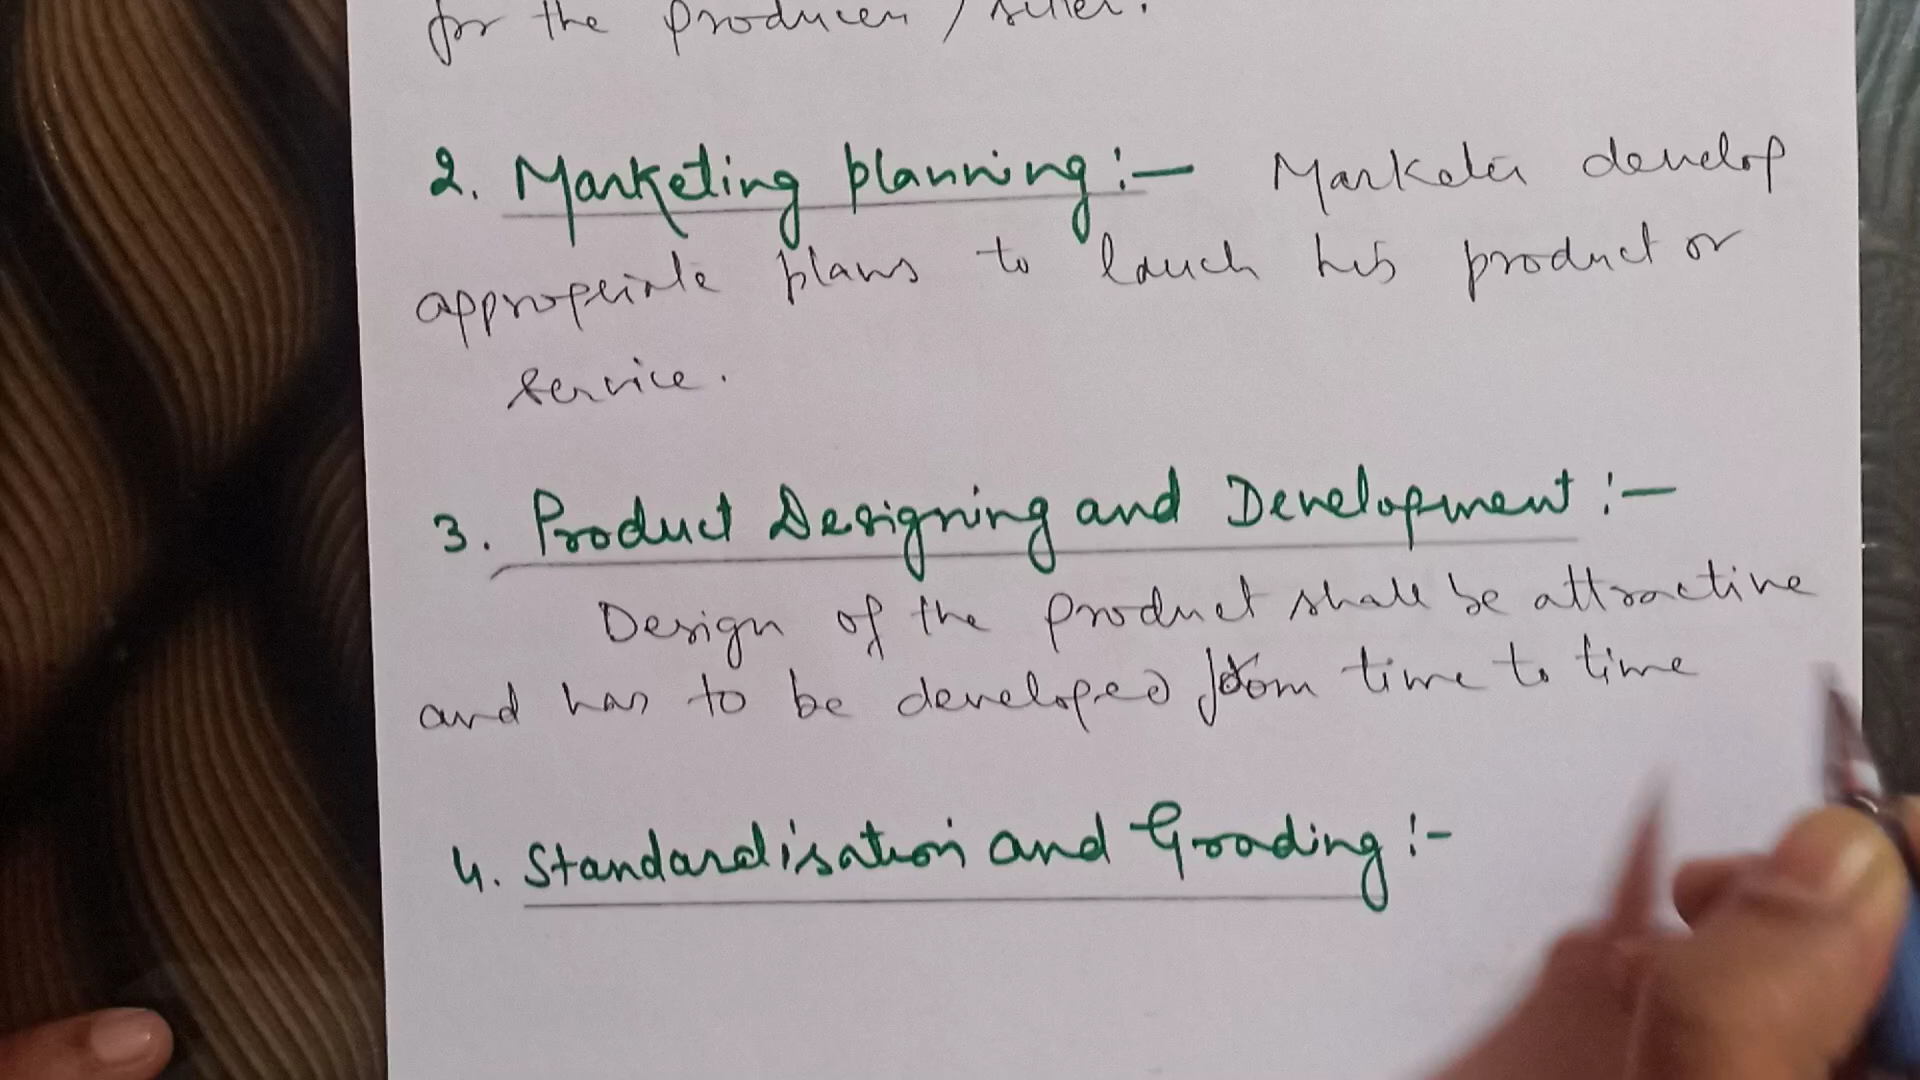 for the producer / seller.
2. Marketing planning :- Marketer develop
appropriate plans to lauch his product or
service.
3. Product Designing and Development :-
Design of the product shall be attractive
and has to be developed from time to time
4. Standardisation and Grading :-